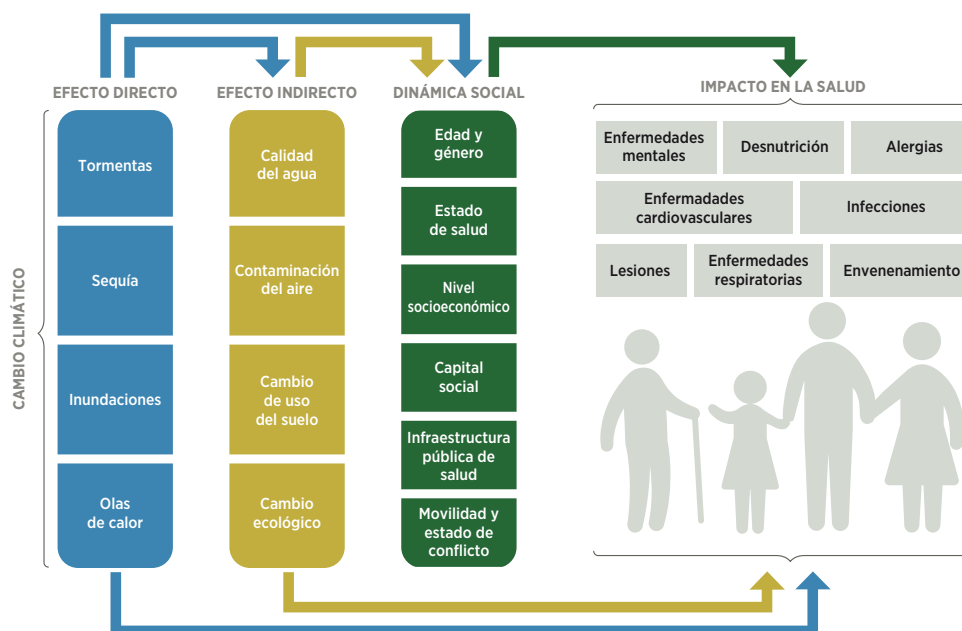 EFECTO DIRECTO
EFECTO INDIRECTO
DINÁMICA SOCIAL
IMPACTO EN LA SALUD
CAMBIO CLIMÁTICO
Tormentas
Sequía
Inundaciones
Olas
de calor
Calidad
del agua
Contaminación
del aire
Cambio
de uso
del suelo
Cambio
ecológico
Edad y
género
Estado
de salud
Nivel
socioeconómico
Capital
social
Infraestructura
pública de
salud
Movilidad y
estado de
conflicto
Enfermedades
mentales
Desnutrición
Alergias
Enfermadades
cardiovasculares
Infecciones
Lesiones
Enfermedades
respiratorias
Envenenamiento